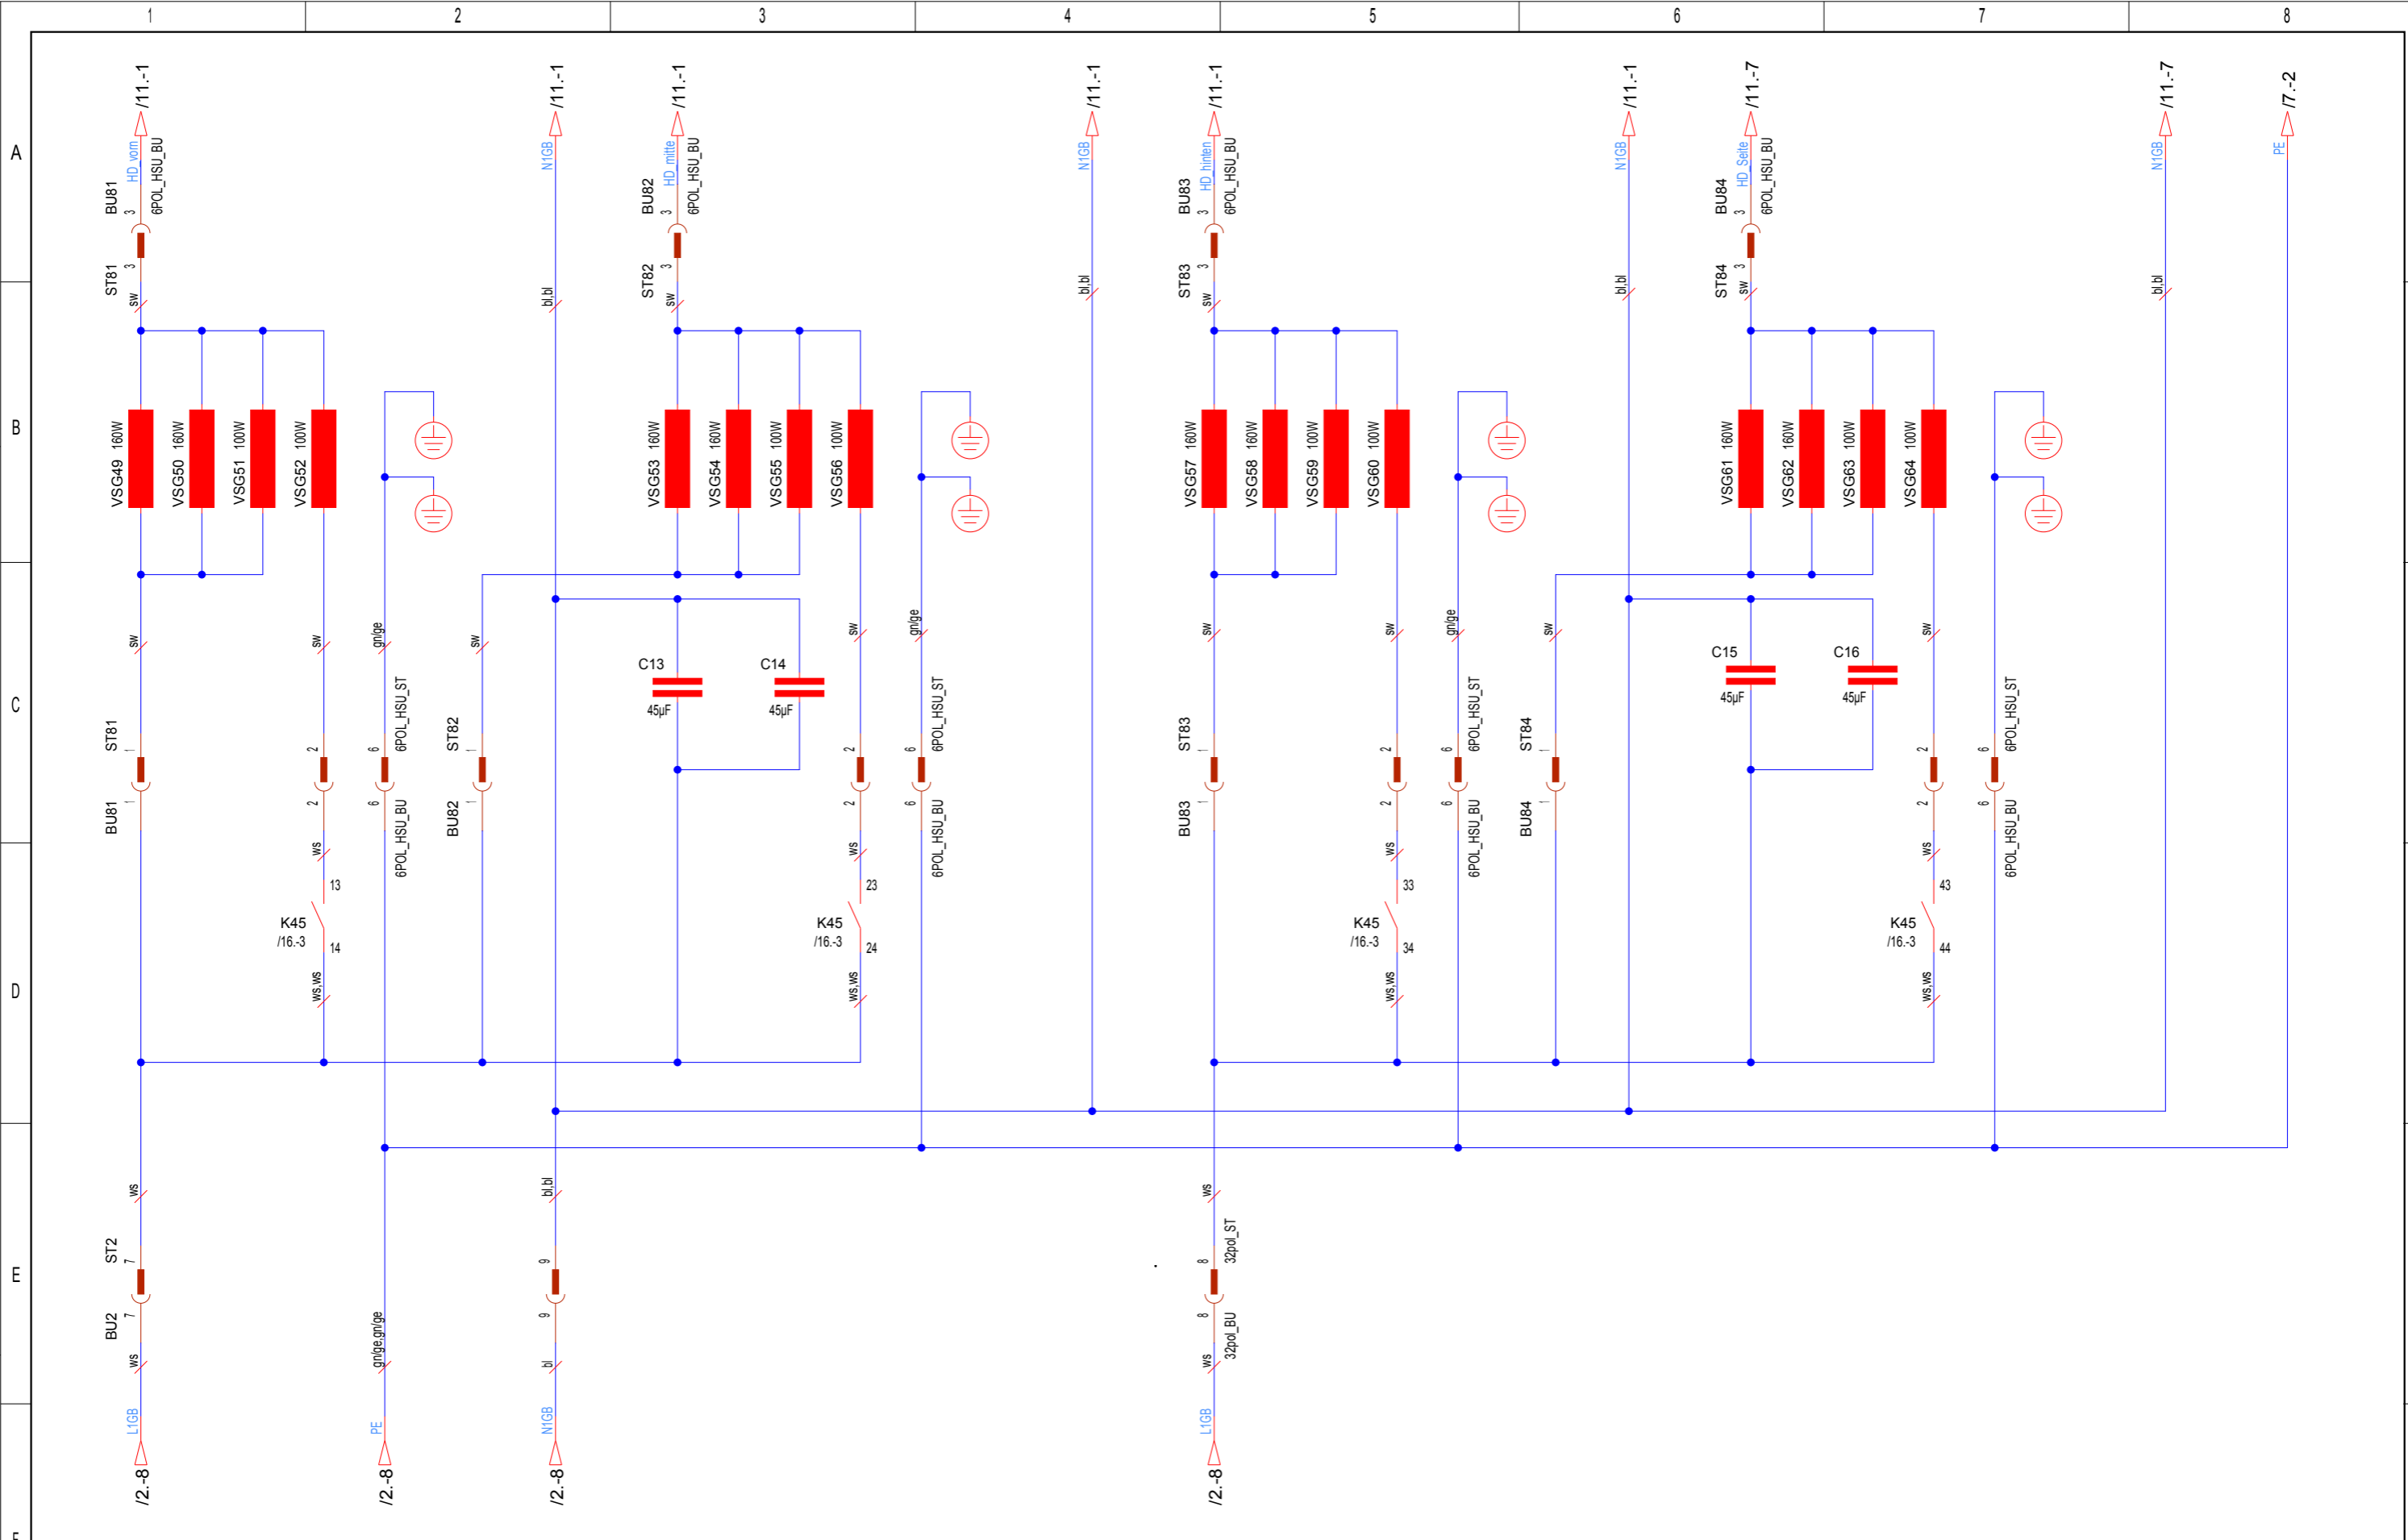 1 2 3 4 5 6 7 8
/11.-1 /11.-1 /11.-1 /11.-1 /11.-1 /11.-1 /11.-7 /11.-7 /7.-2
A
HD_vorn N1GB HD_mitte N1GB HD_hinten N1GB HD_Seite N1GB PE
BU81 3 6POL_HSU_BU BU82 3 6POL_HSU_BU BU83 3 6POL_HSU_BU BU84 3 6POL_HSU_BU
ST81 3 ST82 3 ST83 3 ST84 3
sw bl,bl sw bl,bl sw bl,bl sw bl,bl
B
VSG49 160W VSG50 160W VSG51 100W VSG52 100W VSG53 160W VSG54 160W VSG55 100W VSG56 100W VSG57 160W VSG58 160W VSG59 100W VSG60 100W VSG61 160W VSG62 160W VSG63 100W VSG64 100W
sw sw gn/ge sw sw gn/ge sw sw gn/ge sw sw
C
C13 C14 C15 C16
45µF 45µF 45µF 45µF
ST81 1 2 6 6POL_HSU_ST ST82 1 2 6 6POL_HSU_ST ST83 1 2 6 6POL_HSU_ST ST84 1 2 6 6POL_HSU_ST
BU81 1 2 6 6POL_HSU_BU BU82 1 2 6 6POL_HSU_BU BU83 1 2 6 6POL_HSU_BU BU84 1 2 6 6POL_HSU_BU
ws ws ws ws
13 23 33 43
K45 K45 K45 K45
/16.-3 /16.-3 /16.-3 /16.-3
14 24 34 44
D
ws,ws ws,ws ws,ws ws,ws
ws bl,bl ws
ST2 7 9 8 32pol_ST
E
BU2 7 9 8 32pol_BU
ws gn/ge,gn/ge bl ws
L1GB PE N1GB L1GB
/2.-8 /2.-8 /2.-8 /2.-8